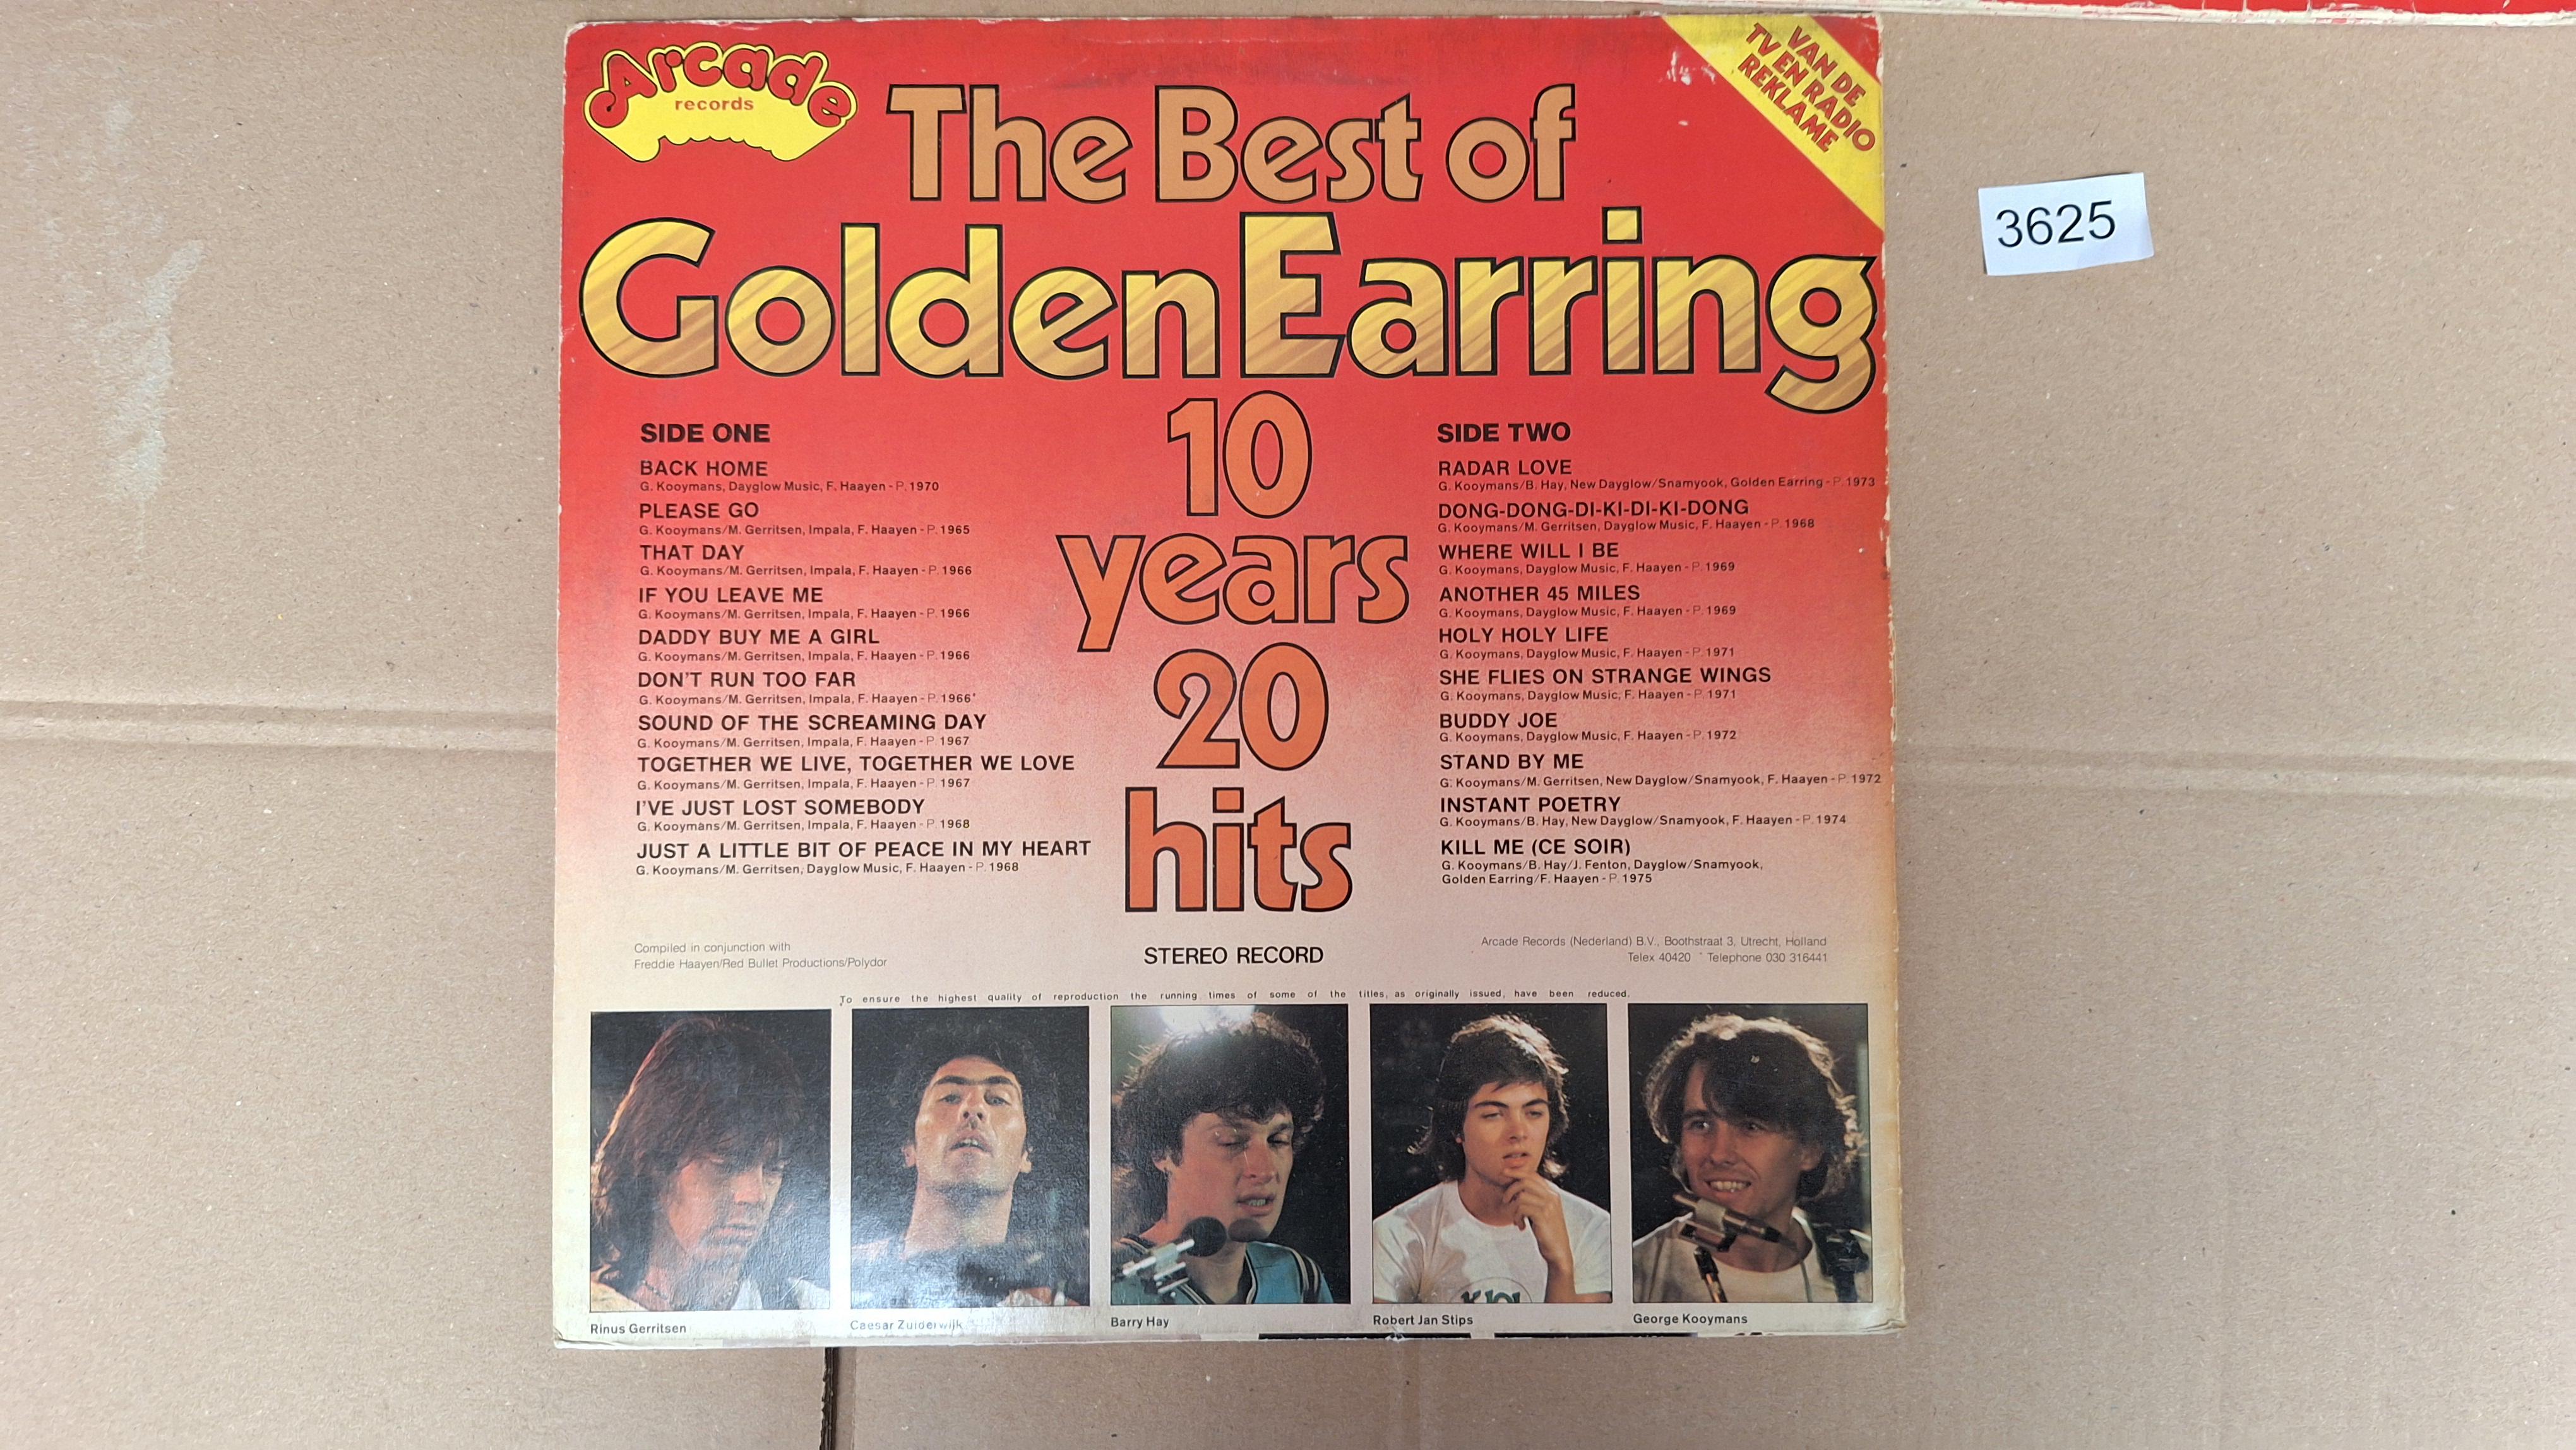 Arcade
records
VAN DE
TV EN RADIO
REKLAME
The Best of
Golden Earring
10
years
20
hits
3625
SIDE ONE
BACK HOME
G. Kooymans, Dayglow Music, F. Haayen - P. 1970
PLEASE GO
G. Kooymans/M. Gerritsen, Impala, F. Haayen - P. 1965
THAT DAY
G. Kooymans/M. Gerritsen, Impala, F. Haayen - P. 1966
IF YOU LEAVE ME
G. Kooymans/M. Gerritsen, Impala, F. Haayen - P. 1966
DADDY BUY ME A GIRL
G. Kooymans/M. Gerritsen, Impala, F. Haayen - P. 1966
DON'T RUN TOO FAR
G. Kooymans/M. Gerritsen, Impala, F. Haayen - P. 1966'
SOUND OF THE SCREAMING DAY
G. Kooymans/M. Gerritsen, Impala, F. Haayen - P. 1967
TOGETHER WE LIVE, TOGETHER WE LOVE
G. Kooymans/M. Gerritsen, Impala, F. Haayen - P. 1967
I'VE JUST LOST SOMEBODY
G. Kooymans/M. Gerritsen, Impala, F. Haayen - P. 1968
JUST A LITTLE BIT OF PEACE IN MY HEART
G. Kooymans/M. Gerritsen, Dayglow Music, F. Haayen - P. 1968
SIDE TWO
RADAR LOVE
G. Kooymans/B. Hay, New Dayglow/Snamyook, Golden Earring - P. 1973
DONG-DONG-DI-KI-DI-KI-DONG
G. Kooymans/M. Gerritsen, Dayglow Music, F. Haayen - P. 1968
WHERE WILL I BE
G. Kooymans, Dayglow Music, F. Haayen - P. 1969
ANOTHER 45 MILES
G. Kooymans, Dayglow Music, F. Haayen - P. 1969
HOLY HOLY LIFE
G. Kooymans, Dayglow Music, F. Haayen - P. 1971
SHE FLIES ON STRANGE WINGS
G. Kooymans, Dayglow Music, F. Haayen - P. 1971
BUDDY JOE
G. Kooymans, Dayglow Music, F. Haayen - P. 1972
STAND BY ME
G. Kooymans/M. Gerritsen, New Dayglow/Snamyook, F. Haayen - P. 1972
INSTANT POETRY
G. Kooymans/B. Hay, New Dayglow/Snamyook, F. Haayen - P. 1974
KILL ME (CE SOIR)
G. Kooymans/B. Hay/J. Fenton, Dayglow/Snamyook,
Golden Earring/F. Haayen - P. 1975
Compiled in conjunction with
Freddie Haayen/Red Bullet Productions/Polydor
STEREO RECORD
Arcade Records (Nederland) B.V., Boothstraat 3, Utrecht, Holland
Telex 40420 - Telephone 030 316441
To ensure the highest quality of reproduction the running times of some of the titles, as originally issued, have been reduced.
Rinus Gerritsen
Caesar Zuiderwijk
Barry Hay
Robert Jan Stips
George Kooymans